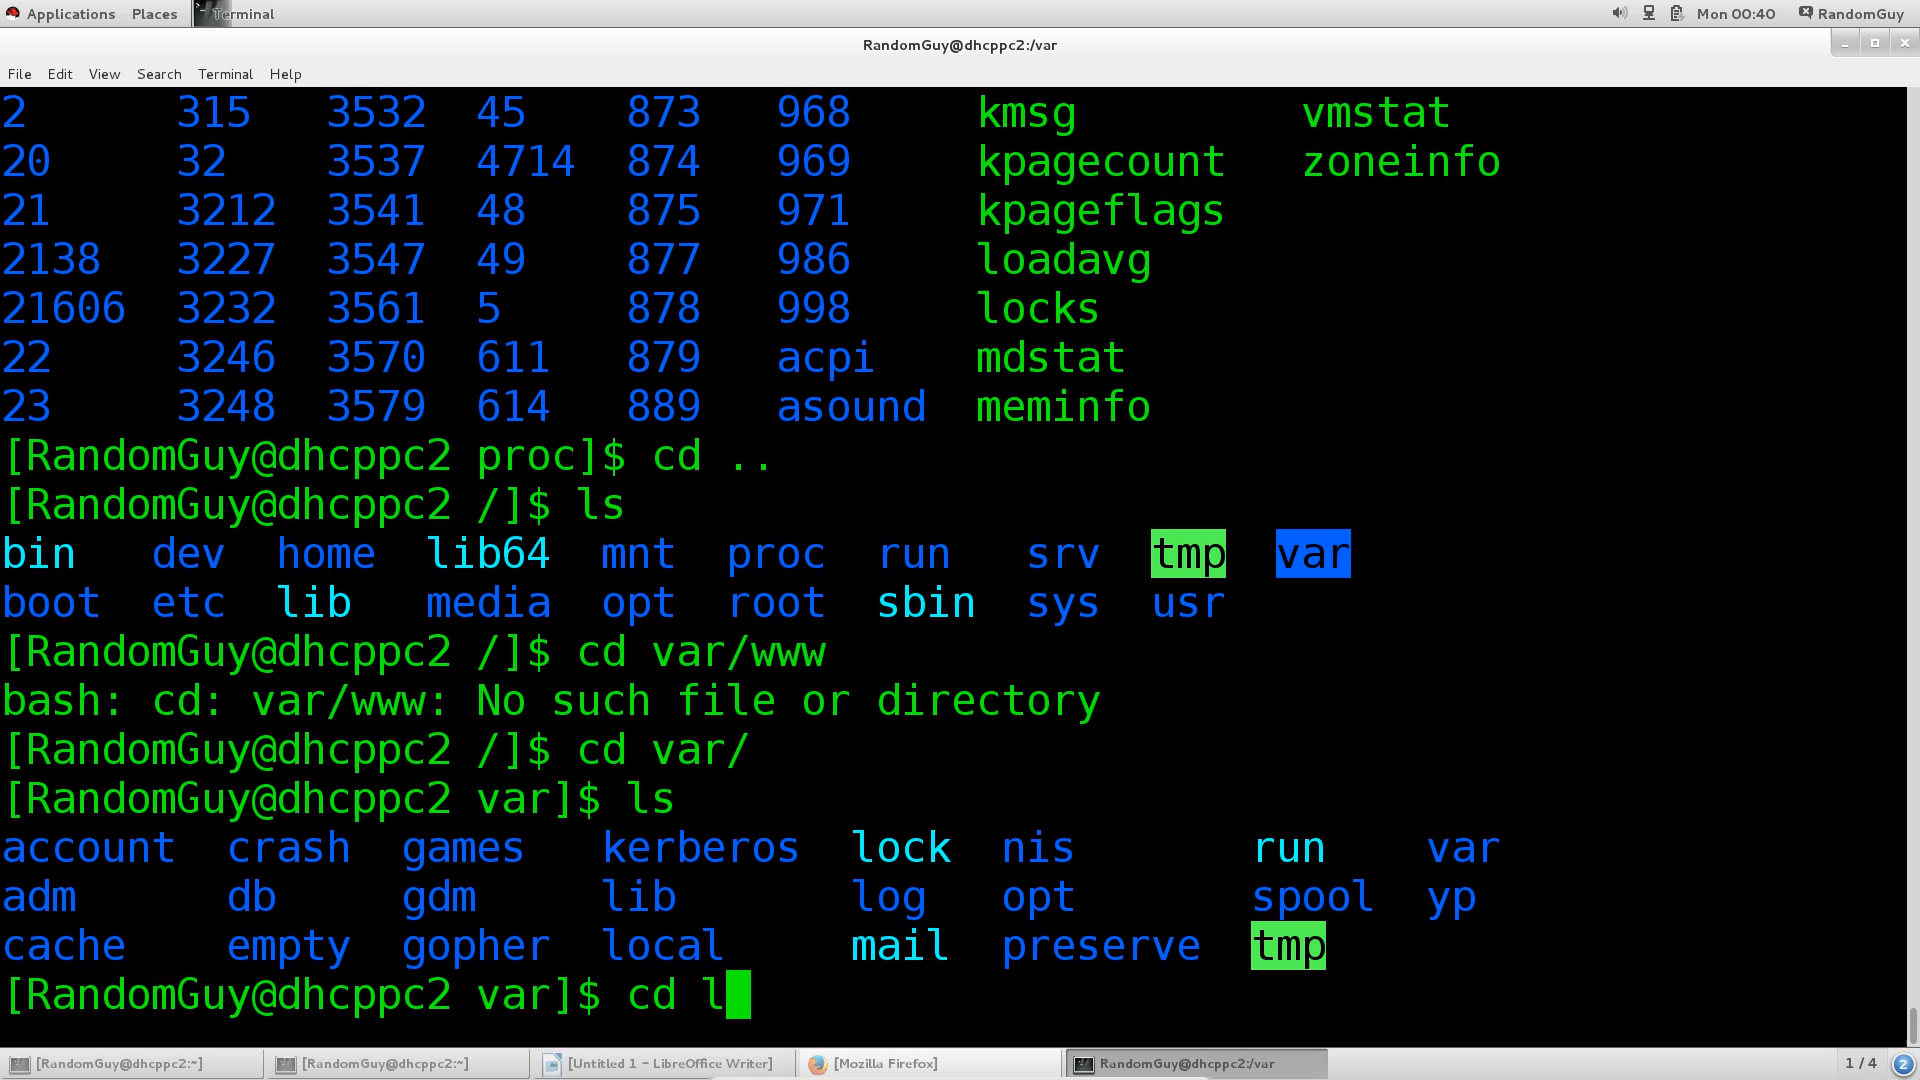 Applications Places Terminal Mon 00:40 RandomGuy
RandomGuy@dhcppc2:/var
File Edit View Search Terminal Help
2 315 3532 45 873 968 kmsg vmstat
20 32 3537 4714 874 969 kpagecount zoneinfo
21 3212 3541 48 875 971 kpageflags
2138 3227 3547 49 877 986 loadavg
21606 3232 3561 5 878 998 locks
22 3246 3570 611 879 acpi mdstat
23 3248 3579 614 889 asound meminfo
[RandomGuy@dhcppc2 proc]$ cd ..
[RandomGuy@dhcppc2 /]$ ls
bin dev home lib64 mnt proc run srv tmp var
boot etc lib media opt root sbin sys usr
[RandomGuy@dhcppc2 /]$ cd var/www
bash: cd: var/www: No such file or directory
[RandomGuy@dhcppc2 /]$ cd var/
[RandomGuy@dhcppc2 var]$ ls
account crash games kerberos lock nis run var
adm db gdm lib log opt spool yp
cache empty gopher local mail preserve tmp
[RandomGuy@dhcppc2 var]$ cd l
[RandomGuy@dhcppc2:~] [RandomGuy@dhcppc2:~] [Untitled 1 - LibreOffice Writer] [Mozilla Firefox] RandomGuy@dhcppc2:/var 1 / 4 2